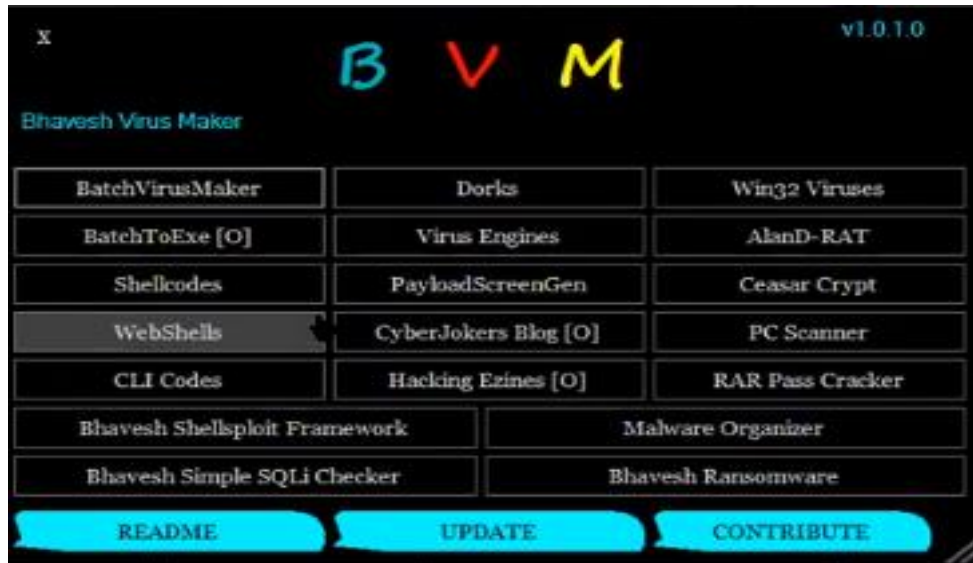 X
v1.0.1.0
B V M
Bhavesh Virus Maker
BatchVirusMaker Dorks Win32 Viruses
BatchToExe [O] Virus Engines AlanD-RAT
Shellcodes PayloadScreenGen Ceasar Crypt
WebShells CyberJokers Blog [O] PC Scanner
CLI Codes Hacking Ezines [O] RAR Pass Cracker
Bhavesh Shellsploit Framework Malware Organizer
Bhavesh Simple SQLi Checker Bhavesh Ransomware
README UPDATE CONTRIBUTE